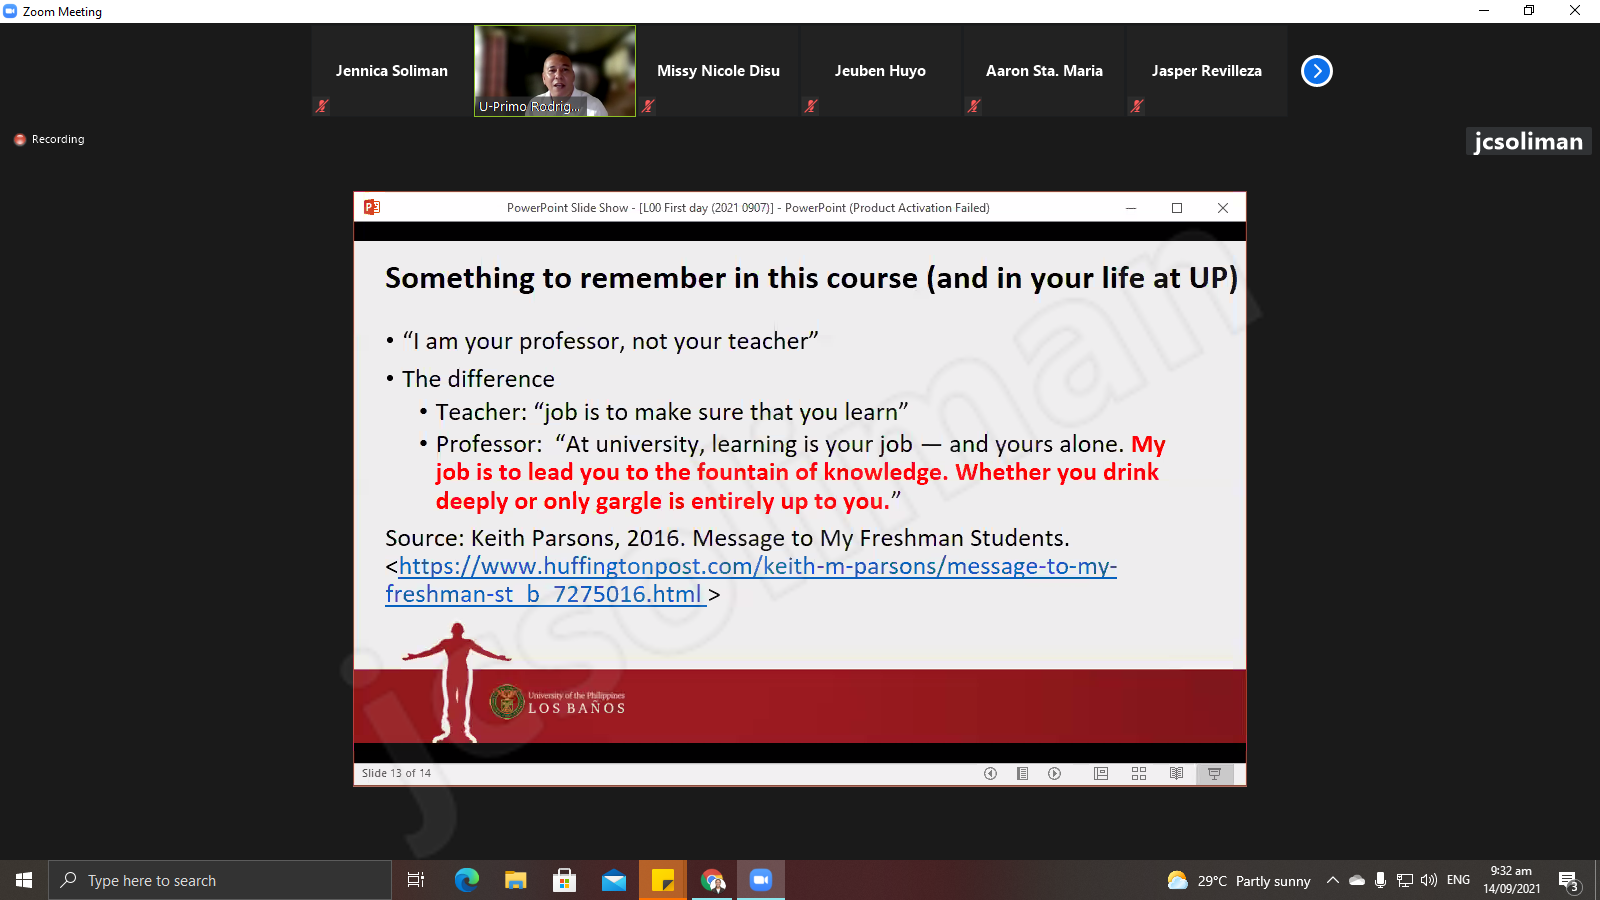 Zoom Meeting
Jennica Soliman
U-Primo Rodrig...
Missy Nicole Disu
Jeuben Huyo
Aaron Sta. Maria
Jasper Revilleza
Recording
jcsoliman
PowerPoint Slide Show - [L00 First day (2021 0907)] - PowerPoint (Product Activation Failed)
Something to remember in this course (and in your life at UP)
• “I am your professor, not your teacher”
• The difference
• Teacher: “job is to make sure that you learn”
• Professor: “At university, learning is your job — and yours alone. My
job is to lead you to the fountain of knowledge. Whether you drink
deeply or only gargle is entirely up to you.”
Source: Keith Parsons, 2016. Message to My Freshman Students.
<https://www.huffingtonpost.com/keith-m-parsons/message-to-my-
freshman-st_b_7275016.html >
University of the Philippines
LOS BAÑOS
jcsoliman
Slide 13 of 14
Type here to search
29°C Partly sunny
ENG
9:32 am
14/09/2021
3